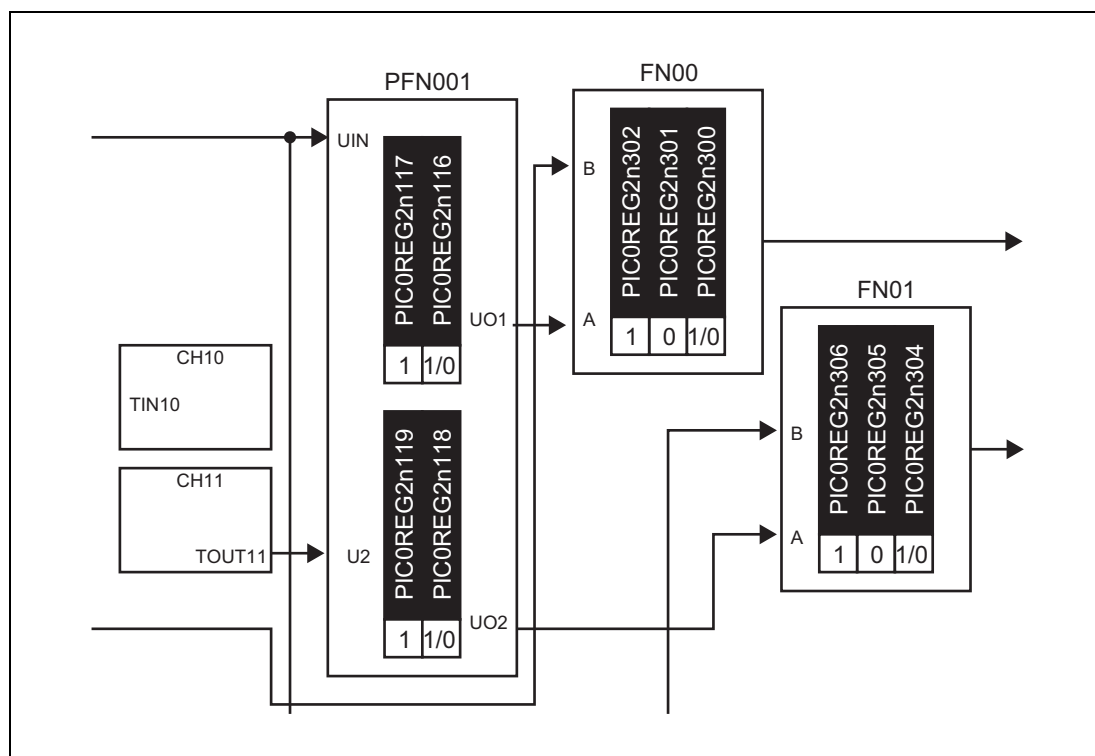 PFN001
UIN
PIC0REG2n117
PIC0REG2n116
1
1/0
UO1
U2
PIC0REG2n119
PIC0REG2n118
1
1/0
UO2
CH10
TIN10
CH11
TOUT11
FN00
B
A
PIC0REG2n302
PIC0REG2n301
PIC0REG2n300
1
0
1/0
FN01
B
A
PIC0REG2n306
PIC0REG2n305
PIC0REG2n304
1
0
1/0